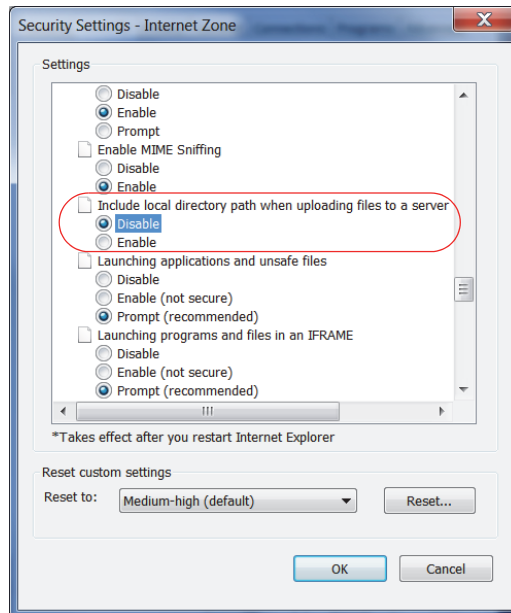 Security Settings - Internet Zone
Settings
Disable
Enable
Prompt
Enable MIME Sniffing
Disable
Enable
Include local directory path when uploading files to a server
Disable
Enable
Launching applications and unsafe files
Disable
Enable (not secure)
Prompt (recommended)
Launching programs and files in an IFRAME
Disable
Enable (not secure)
Prompt (recommended)
*Takes effect after you restart Internet Explorer
Reset custom settings
Reset to: Medium-high (default) Reset...
OK Cancel